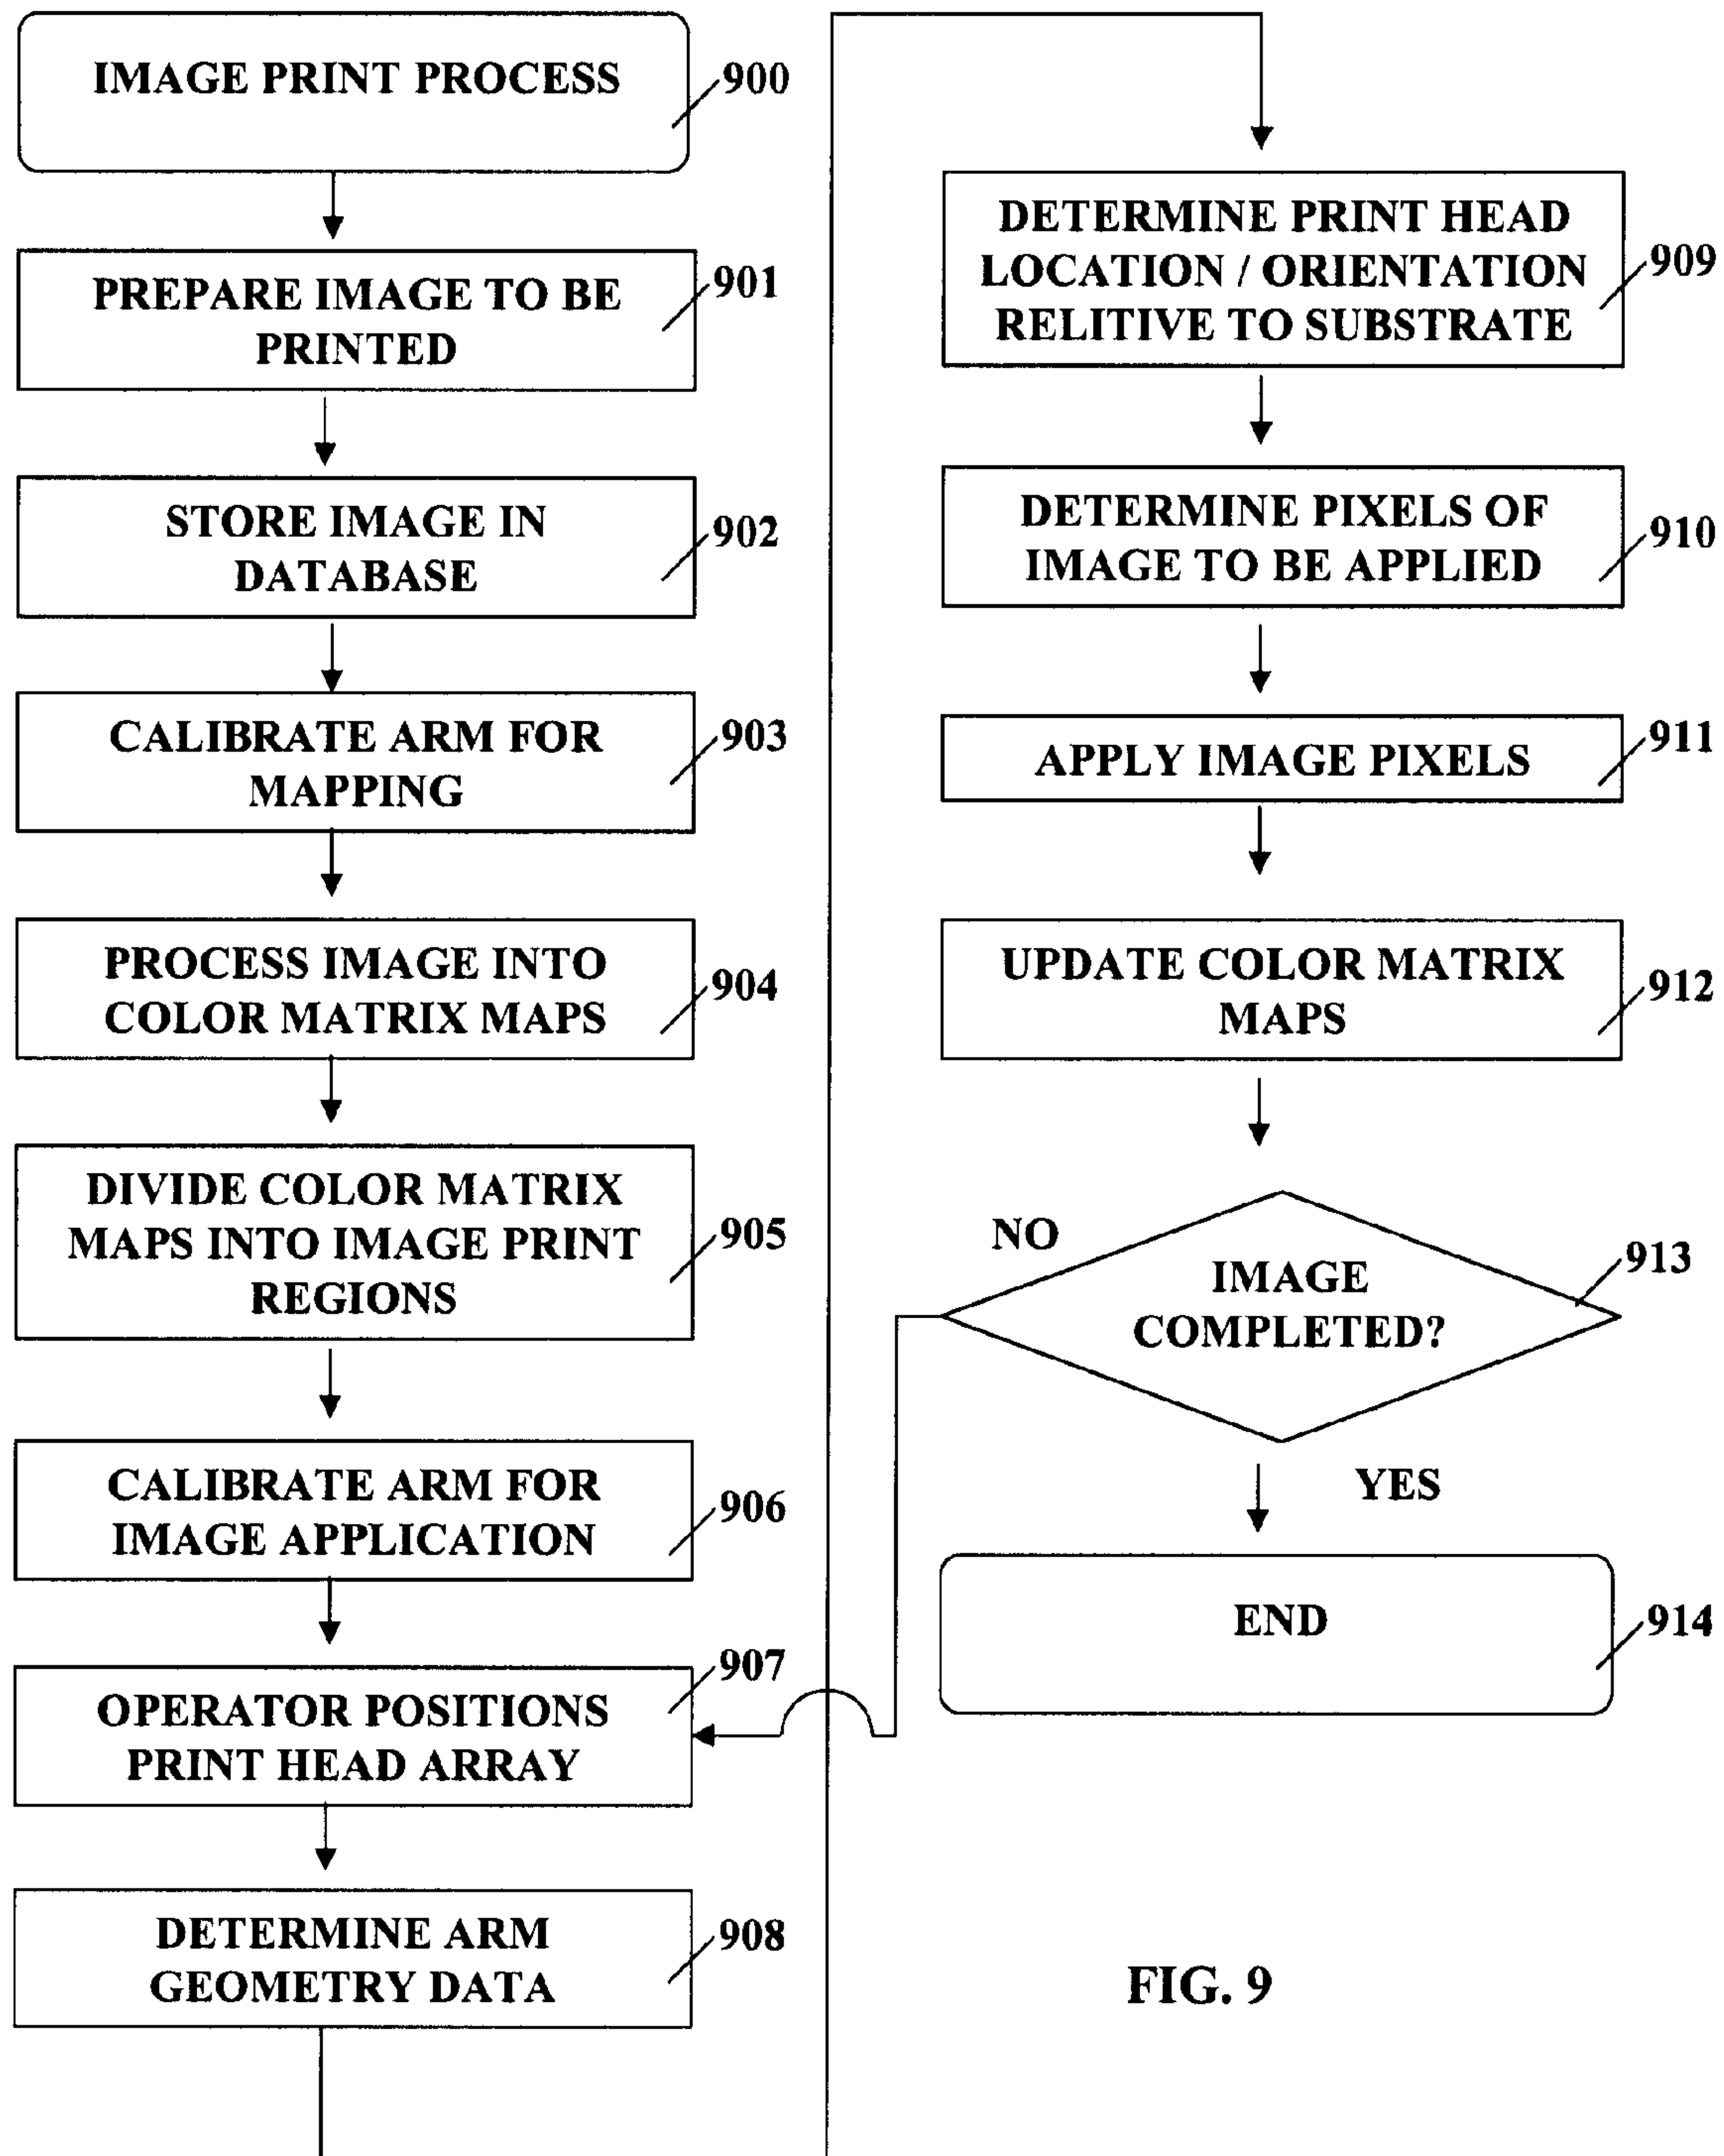 IMAGE PRINT PROCESS
900
PREPARE IMAGE TO BE
PRINTED
901
STORE IMAGE IN
DATABASE
902
CALIBRATE ARM FOR
MAPPING
903
PROCESS IMAGE INTO
COLOR MATRIX MAPS
904
DIVIDE COLOR MATRIX
MAPS INTO IMAGE PRINT
REGIONS
905
CALIBRATE ARM FOR
IMAGE APPLICATION
906
OPERATOR POSITIONS
PRINT HEAD ARRAY
907
DETERMINE ARM
GEOMETRY DATA
908
DETERMINE PRINT HEAD
LOCATION / ORIENTATION
RELITIVE TO SUBSTRATE
909
DETERMINE PIXELS OF
IMAGE TO BE APPLIED
910
APPLY IMAGE PIXELS
911
UPDATE COLOR MATRIX
MAPS
912
NO
IMAGE
COMPLETED?
913
YES
END
914
FIG. 9